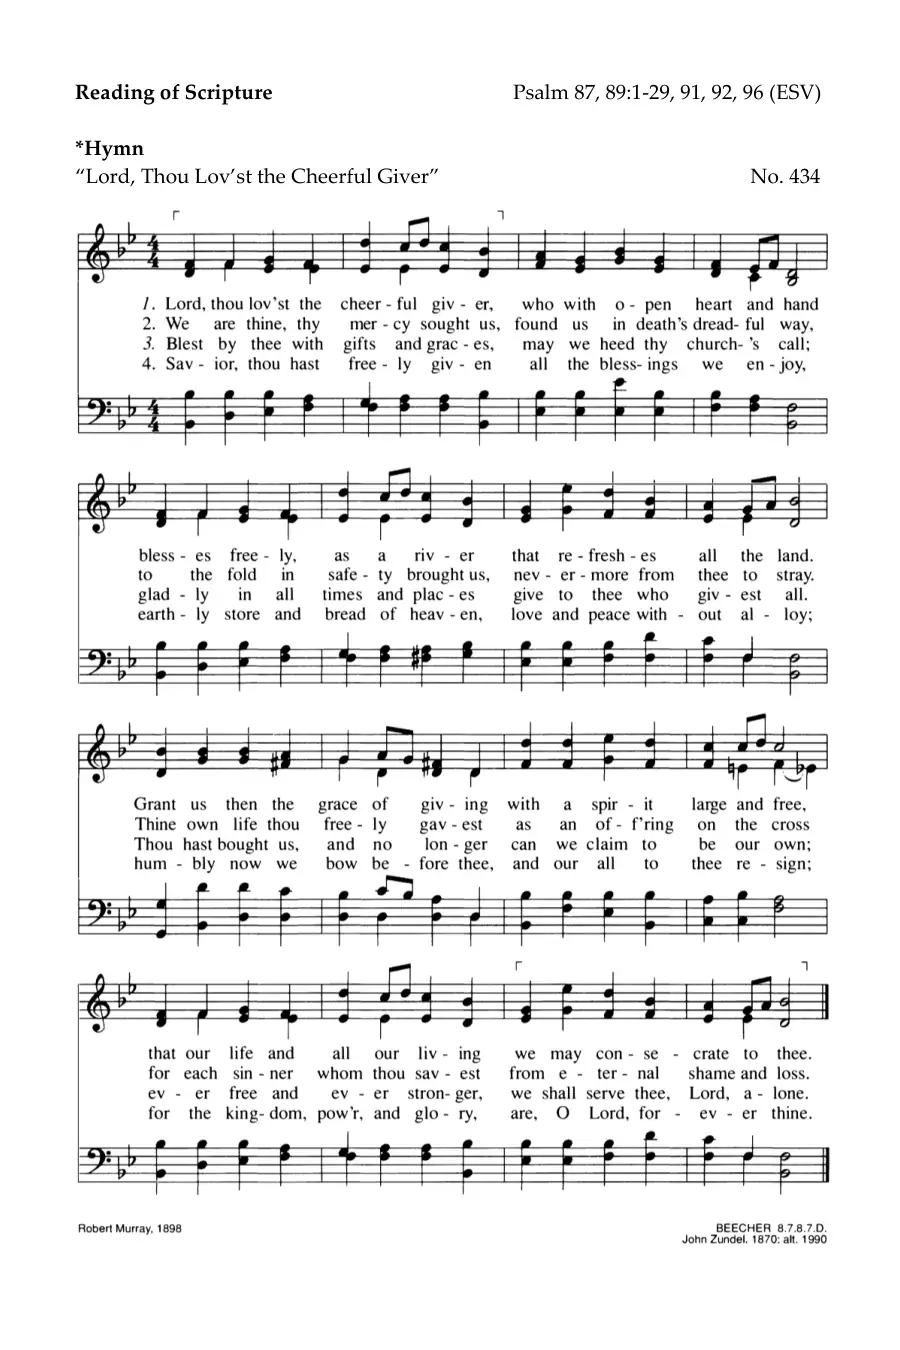 Reading of Scripture Psalm 87, 89:1-29, 91, 92, 96 (ESV)
*Hymn
“Lord, Thou Lov’st the Cheerful Giver” No. 434
1. Lord, thou lov’st the cheer - ful giv - er, who with o - pen heart and hand
2. We are thine, thy mer - cy sought us, found us in death’s dread- ful way,
3. Blest by thee with gifts and grac - es, may we heed thy church- ’s call;
4. Sav - ior, thou hast free - ly giv - en all the bless- ings we en - joy,
bless - es free - ly, as a riv - er that re - fresh - es all the land.
to the fold in safe - ty brought us, nev - er - more from thee to stray.
glad - ly in all times and plac - es give to thee who giv - est all.
earth - ly store and bread of heav - en, love and peace with - out al - loy;
Grant us then the grace of giv - ing with a spir - it large and free,
Thine own life thou free - ly gav - est as an of - f’ring on the cross
Thou hast bought us, and no lon - ger can we claim to be our own;
hum - bly now we bow be - fore thee, and our all to thee re - sign;
that our life and all our liv - ing we may con - se - crate to thee.
for each sin - ner whom thou sav - est from e - ter - nal shame and loss.
ev - er free and ev - er stron- ger, we shall serve thee, Lord, a - lone.
for the king- dom, pow’r, and glo - ry, are, O Lord, for - ev - er thine.
Robert Murray, 1898 BEECHER 8.7.8.7.D.
John Zundel. 1870; alt. 1990